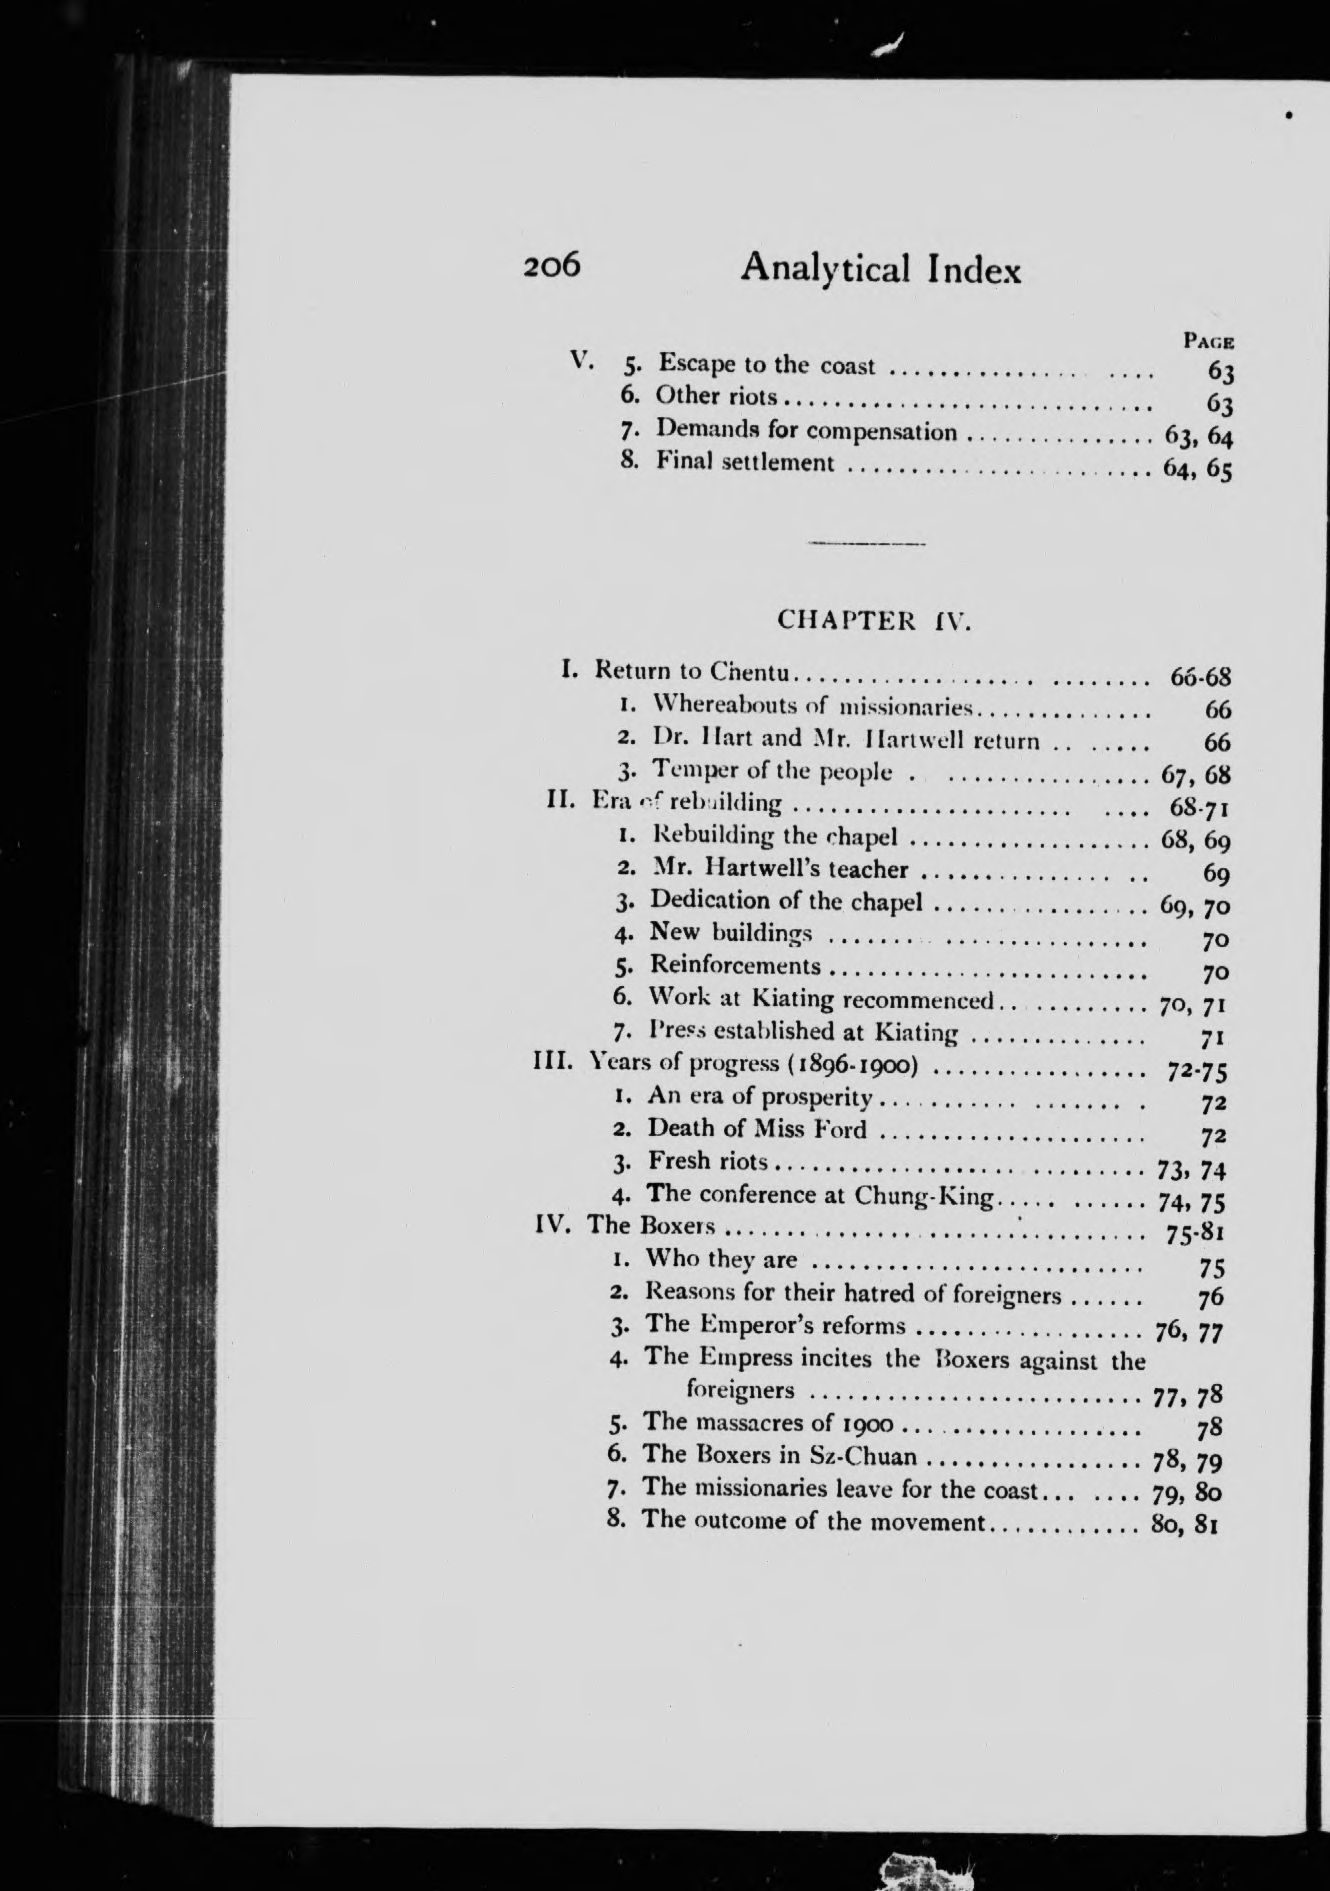 206 Analytical Index
PAGE
V. 5. Escape to the coast .................... 63
6. Other riots .............................. 63
7. Demands for compensation ............... 63, 64
8. Final settlement ........................ 64, 65
CHAPTER IV.
I. Return to Chentu ........................... 66-68
1. Whereabouts of missionaries .............. 66
2. Dr. Hart and Mr. Hartwell return ........ 66
3. Temper of the people ................. 67, 68
II. Era of rebuilding .......................... 68-71
1. Rebuilding the chapel ................... 68, 69
2. Mr. Hartwell's teacher ................. 69
3. Dedication of the chapel ................. 69, 70
4. New buildings ........................ 70
5. Reinforcements ......................... 70
6. Work at Kiating recommenced ............ 70, 71
7. Press established at Kiating .............. 71
III. Years of progress (1896-1900) ................. 72-75
1. An era of prosperity .................... 72
2. Death of Miss Ford ..................... 72
3. Fresh riots ............................ 73, 74
4. The conference at Chung-King ........... 74, 75
IV. The Boxers ................................ 75-81
1. Who they are .......................... 75
2. Reasons for their hatred of foreigners ...... 76
3. The Emperor's reforms .................. 76, 77
4. The Empress incites the Boxers against the
foreigners .......................... 77, 78
5. The massacres of 1900 ................... 78
6. The Boxers in Sz-Chuan ................. 78, 79
7. The missionaries leave for the coast ....... 79, 80
8. The outcome of the movement ............ 80, 81